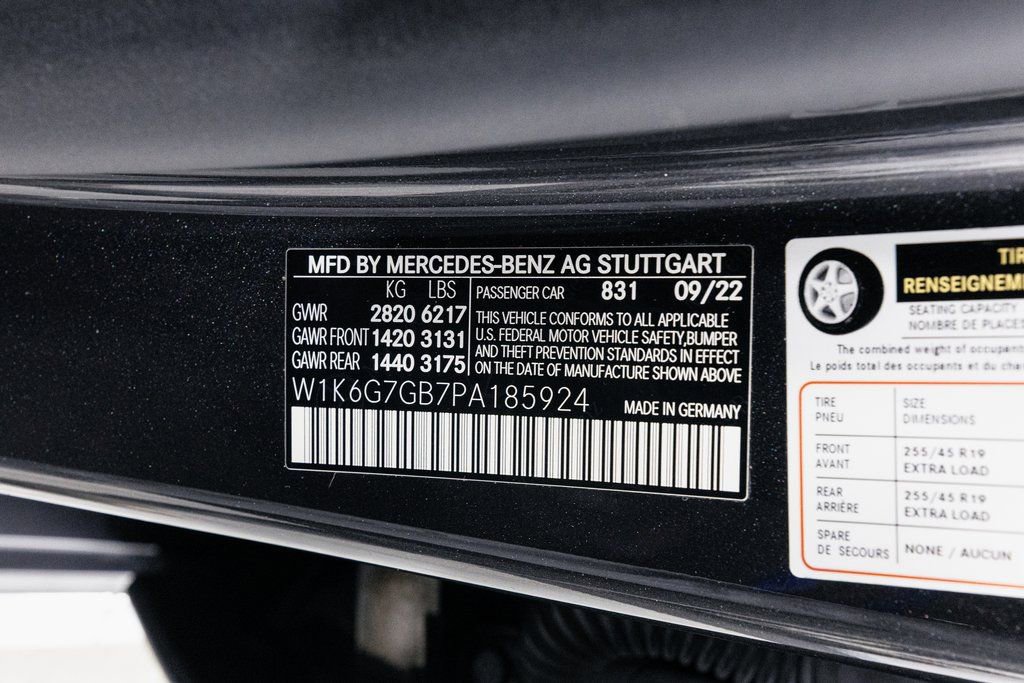 MFD BY MERCEDES-BENZ AG STUTTGART
KG LBS
GVWR 2820 6217
GAWR FRONT 1420 3131
GAWR REAR 1440 3175
PASSENGER CAR 831 09/22
THIS VEHICLE CONFORMS TO ALL APPLICABLE
U.S. FEDERAL MOTOR VEHICLE SAFETY,BUMPER
AND THEFT PREVENTION STANDARDS IN EFFECT
ON THE DATE OF MANUFACTURE SHOWN ABOVE
W1K6G7GB7PA185924
MADE IN GERMANY
SEATING CAPACITY
NOMBRE DE PLACES
The combined weight of
Le poids total des occupants et du
TIRE SIZE
PNEU DIMENSIONS
FRONT 255/45 R19
AVANT EXTRA LOAD
REAR 255/45 R19
ARRIÈRE EXTRA LOAD
SPARE
DE SECOURS NONE / AUCUN